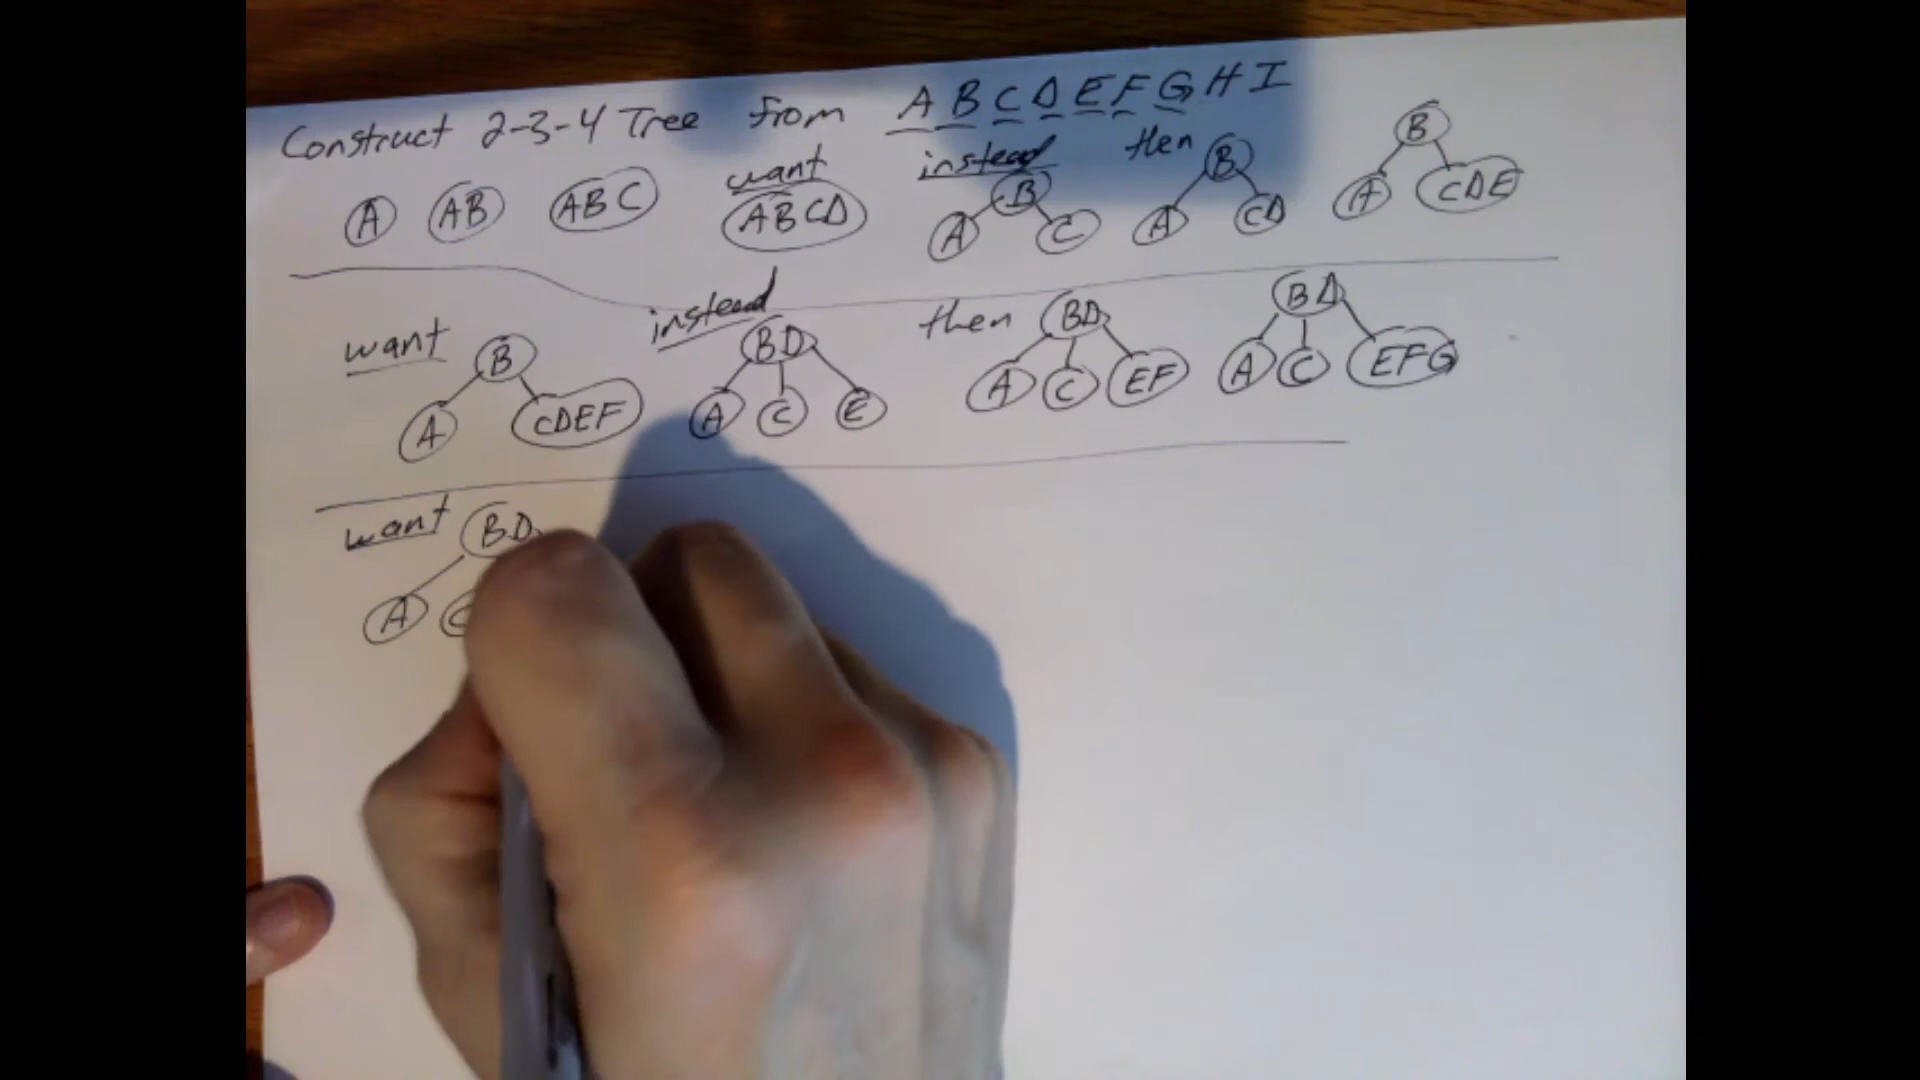 Construct 2-3-4 Tree from A B C D E F G H I
want instead then B
A AB ABC ABCD B B A CDE
A C A CD
want B instead BD then BD BD
A CDEF A C E A C EF A C EFG
want BD
A C